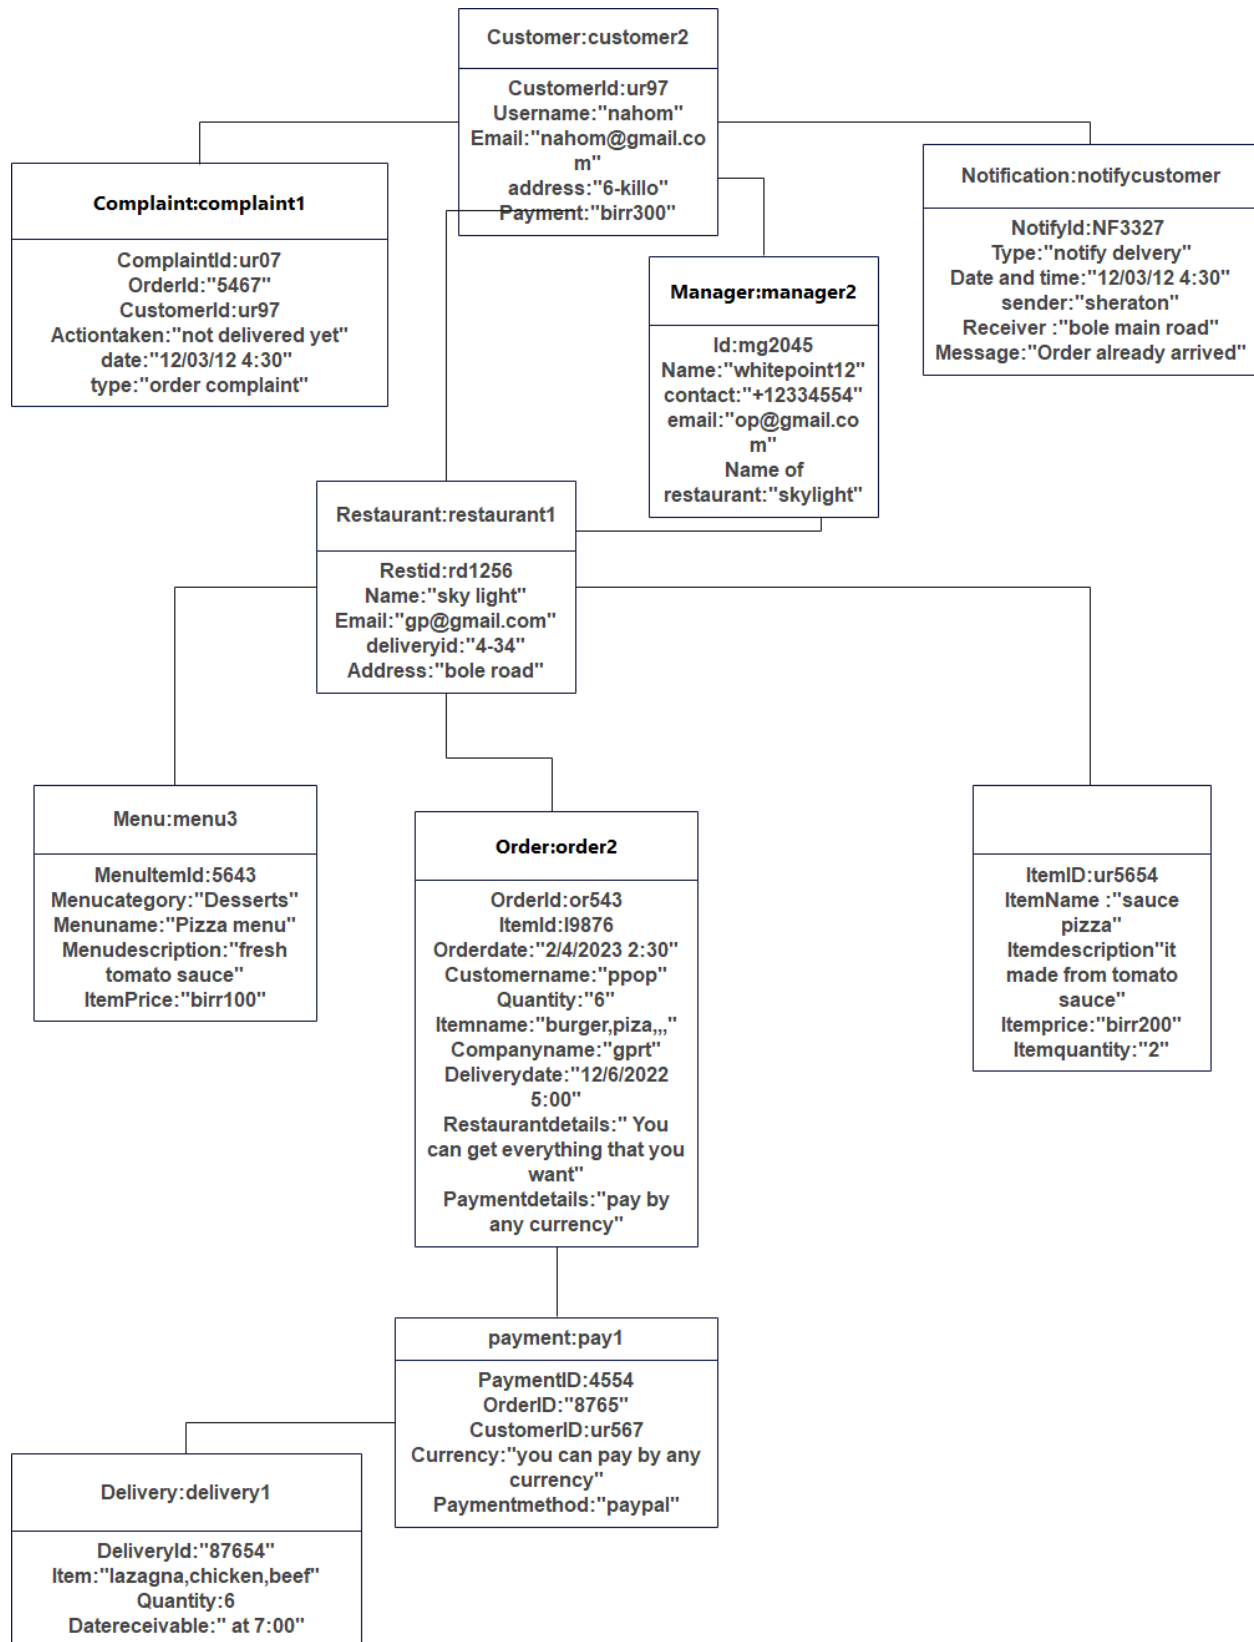 Customer:customer2
CustomerId:ur97
Username:"nahom"
Email:"nahom@gmail.co
m"
address:"6-killo"
Payment:"birr300"
Complaint:complaint1
ComplaintId:ur07
OrderId:"5467"
CustomerId:ur97
Actiontaken:"not delivered yet"
date:"12/03/12 4:30"
type:"order complaint"
Notification:notifycustomer
NotifyId:NF3327
Type:"notify delvery"
Date and time:"12/03/12 4:30"
sender:"sheraton"
Receiver :"bole main road"
Message:"Order already arrived"
Manager:manager2
Id:mg2045
Name:"whitepoint12"
contact:"+12334554"
email:"op@gmail.co
m"
Name of
restaurant:"skylight"
Restaurant:restaurant1
Restid:rd1256
Name:"sky light"
Email:"gp@gmail.com"
deliveryid:"4-34"
Address:"bole road"
Menu:menu3
MenuItemId:5643
Menucategory:"Desserts"
Menuname:"Pizza menu"
Menudescription:"fresh
tomato sauce"
ItemPrice:"birr100"
Order:order2
OrderId:or543
ItemId:I9876
Orderdate:"2/4/2023 2:30"
Customername:"ppop"
Quantity:"6"
Itemname:"burger,piza,,,"
Companyname:"gprt"
Deliverydate:"12/6/2022
5:00"
Restaurantdetails:" You
can get everything that you
want"
Paymentdetails:"pay by
any currency"
ItemID:ur5654
ItemName :"sauce
pizza"
Itemdescription"it
made from tomato
sauce"
Itemprice:"birr200"
Itemquantity:"2"
payment:pay1
PaymentID:4554
OrderID:"8765"
CustomerID:ur567
Currency:"you can pay by any
currency"
Paymentmethod:"paypal"
Delivery:delivery1
DeliveryId:"87654"
Item:"lazagna,chicken,beef"
Quantity:6
Datereceivable:" at 7:00"